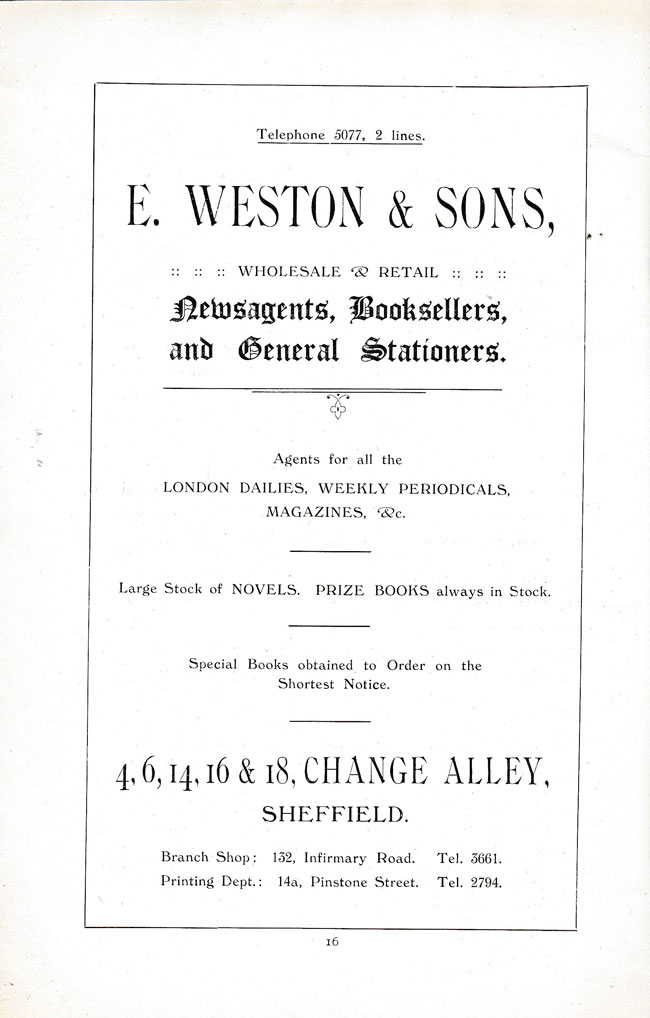 Telephone 5077, 2 lines.
E. WESTON & SONS,
:: :: :: WHOLESALE & RETAIL :: :: ::
Newsagents, Booksellers,
and General Stationers.
Agents for all the
LONDON DAILIES, WEEKLY PERIODICALS,
MAGAZINES, &c.
Large Stock of NOVELS. PRIZE BOOKS always in Stock.
Special Books obtained to Order on the
Shortest Notice.
4, 6, 14, 16 & 18, CHANGE ALLEY,
SHEFFIELD.
Branch Shop: 132, Infirmary Road. Tel. 3661.
Printing Dept.: 14a, Pinstone Street. Tel. 2794.
16